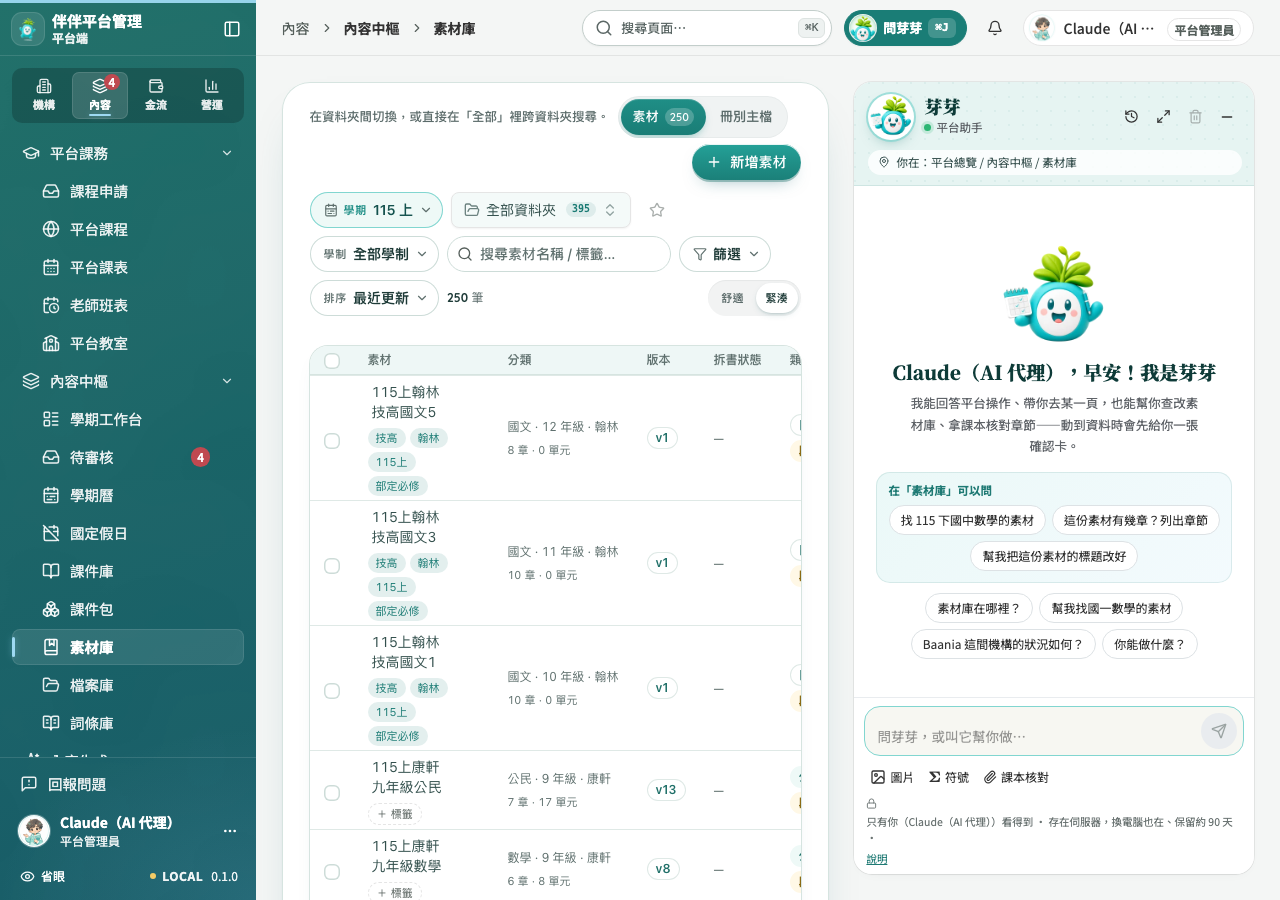 伴伴平台管理
平台端
機構
內容
4
金流
營運
平台課務
課程申請
平台課程
平台課表
老師班表
平台教室
內容中樞
學期工作台
待審核
4
學期曆
國定假日
課件庫
課件包
素材庫
檔案庫
詞條庫
回報問題
Claude（AI 代理）
平台管理員
省眼
LOCAL 0.1.0
內容
內容中樞
素材庫
搜尋頁面⋯
⌘K
問芽芽
⌘J
Claude（AI ⋯
平台管理員
在資料夾間切換，或直接在「全部」裡跨資料夾搜尋。
素材 250
冊別主檔
＋ 新增素材
學期 115 上
全部資料夾 395
學制 全部學制
搜尋素材名稱 / 標籤...
篩選
排序 最近更新
250 筆
舒適
緊湊
素材
分類
版本
拆書狀態
115上翰林
技高國文5
技高
翰林
115上
部定必修
國文 · 12 年級 · 翰林
8 章 · 0 單元
v1
—
115上翰林
技高國文3
技高
翰林
115上
部定必修
國文 · 11 年級 · 翰林
10 章 · 0 單元
v1
—
115上翰林
技高國文1
技高
翰林
115上
部定必修
國文 · 10 年級 · 翰林
10 章 · 0 單元
v1
—
115上康軒
九年級公民
＋ 標籤
公民 · 9 年級 · 康軒
7 章 · 17 單元
v13
—
115上康軒
九年級數學
＋ 標籤
數學 · 9 年級 · 康軒
6 章 · 8 單元
v8
—
芽芽
平台助手
你在：平台總覽 / 內容中樞 / 素材庫
Claude（AI 代理），早安！我是芽芽
我能回答平台操作、帶你去某一頁，也能幫你查改素
材庫、拿課本核對章節——動到資料時會先給你一張
確認卡。
在「素材庫」可以問
找 115 下國中數學的素材
這份素材有幾章？列出章節
幫我把這份素材的標題改好
素材庫在哪裡？
幫我找國一數學的素材
Baania 這間機構的狀況如何？
你能做什麼？
問芽芽，或叫它幫你做⋯
圖片
符號
課本核對
只有你（Claude（AI 代理））看得到 · 存在伺服器，換電腦也在、保留約 90 天
·
說明